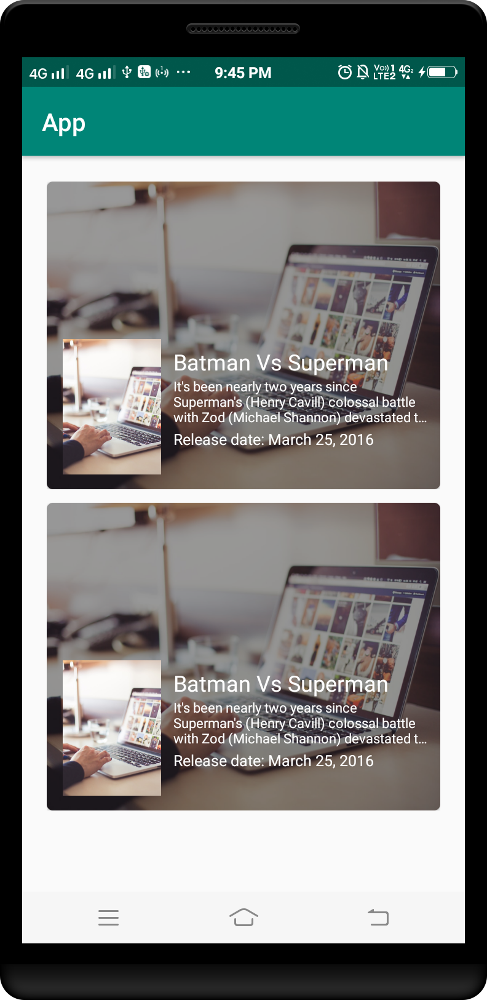 4G 4G 9:45 PM Vo)) 1 LTE2 4G2
App
Batman Vs Superman
It's been nearly two years since
Superman's (Henry Cavill) colossal battle
with Zod (Michael Shannon) devastated t…
Release date: March 25, 2016
Batman Vs Superman
It's been nearly two years since
Superman's (Henry Cavill) colossal battle
with Zod (Michael Shannon) devastated t…
Release date: March 25, 2016